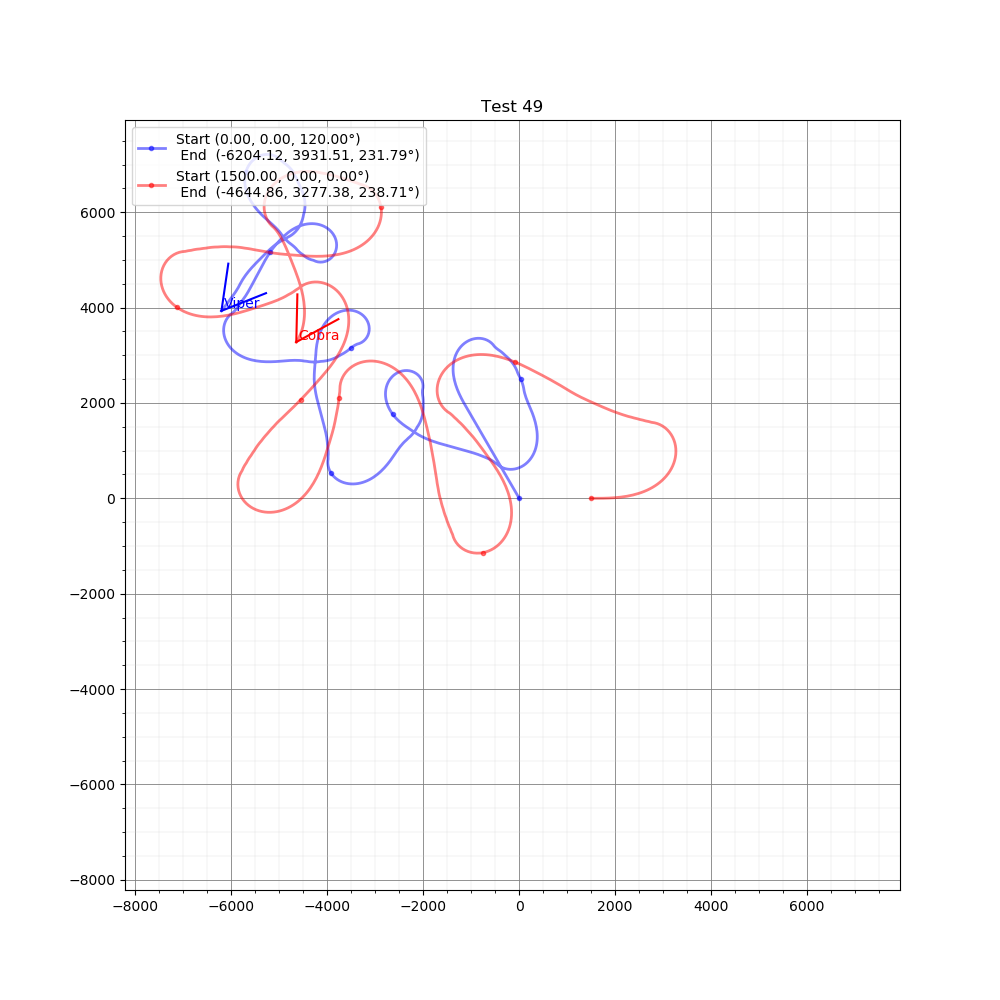 Test 49
Start (0.00, 0.00, 120.00°)
End (-6204.12, 3931.51, 231.79°)
Start (1500.00, 0.00, 0.00°)
End (-4644.86, 3277.38, 238.71°)
6000
4000
2000
0
−2000
−4000
−6000
−8000
Viper
Cobra
−8000 −6000 −4000 −2000 0 2000 4000 6000